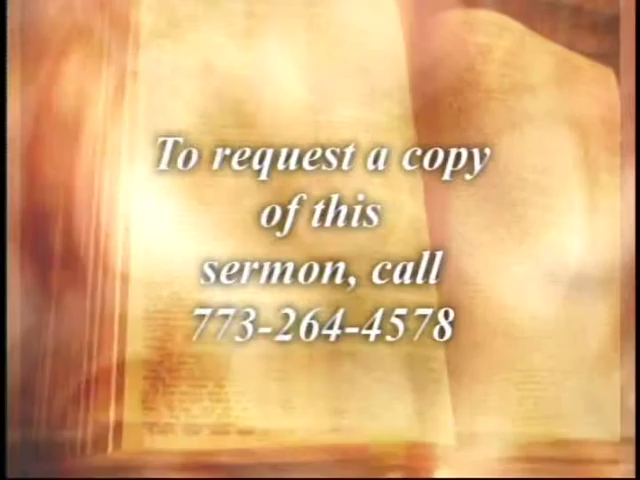 To request a copy
of this
sermon, call
773-264-4578